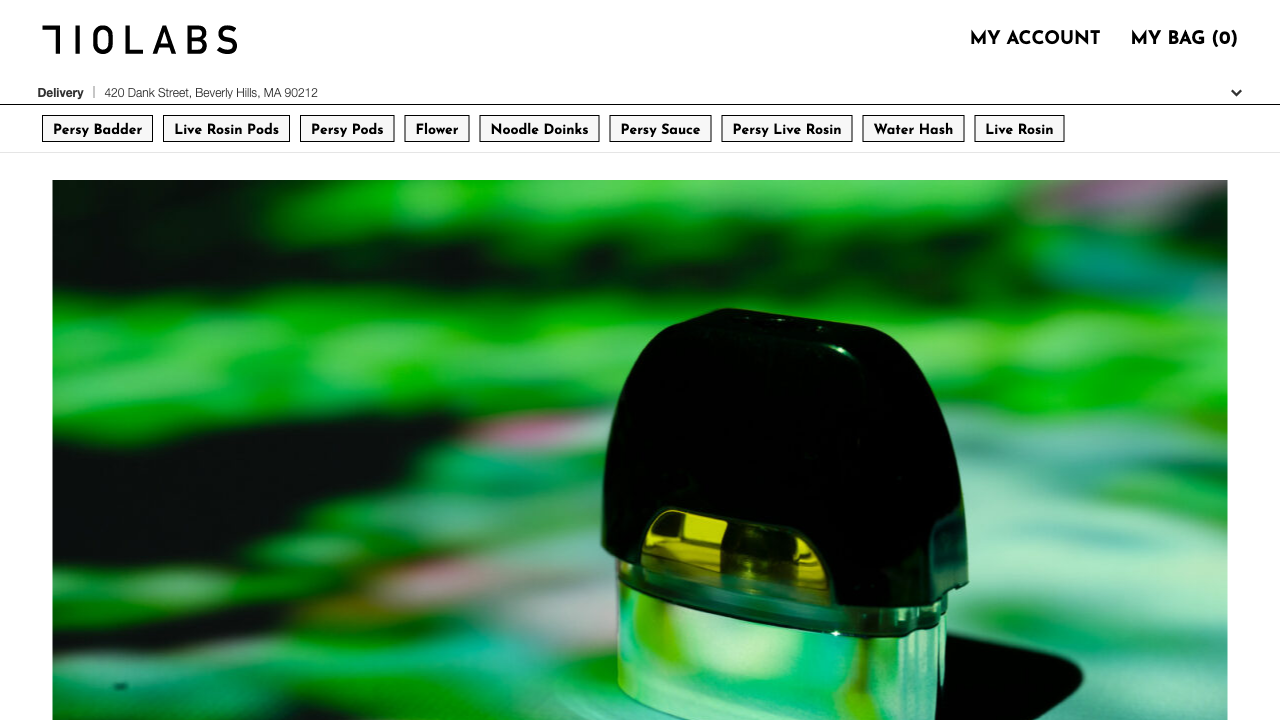 710LABS
MY ACCOUNT
MY BAG (0)
Delivery | 420 Dank Street, Beverly Hills, MA 90212
Persy Badder
Live Rosin Pods
Persy Pods
Flower
Noodle Doinks
Persy Sauce
Persy Live Rosin
Water Hash
Live Rosin